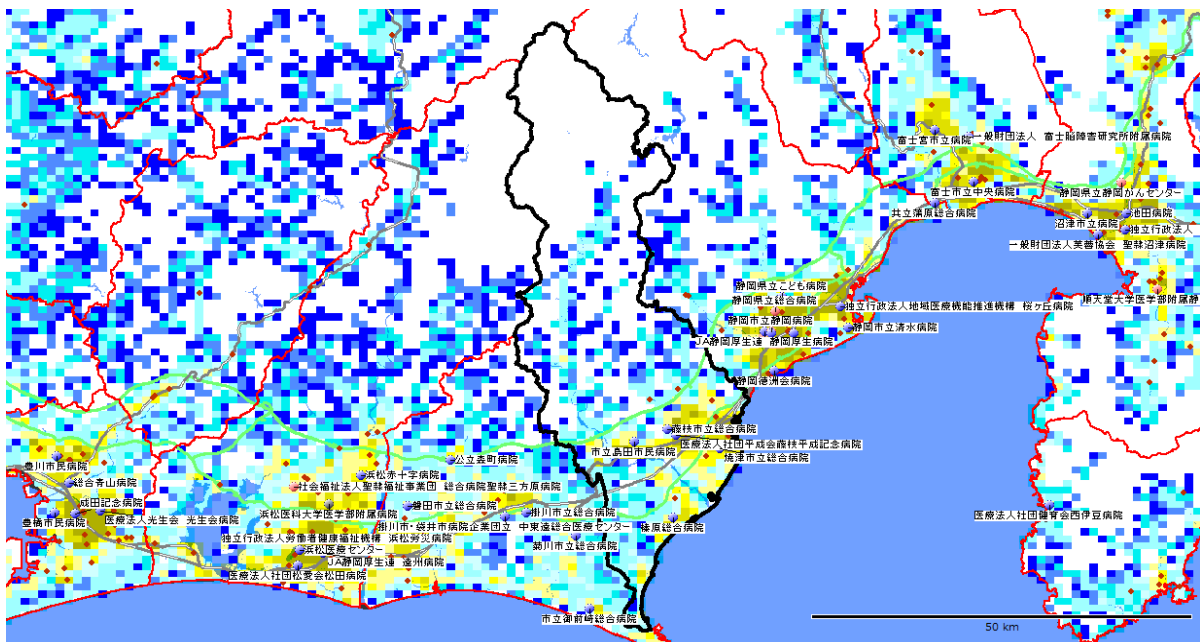 富士宮市立病院
一般財団法人 富士脳障害研究所附属病院
富士市立中央病院
静岡県立静岡がんセンター
共立蒲原総合病院
沼津市立病院
池田病院
独立行政法人
一般財団法人芙蓉協会 聖隷沼津病院
静岡県立こども病院
順天堂大学医学部附属静
静岡県立総合病院
独立行政法人地域医療機能推進機構 桜ヶ丘病院
静岡市立静岡病院
静岡市立清水病院
JA静岡厚生連 静岡厚生病院
静岡徳洲会病院
藤枝市立総合病院
医療法人社団平成会藤枝平成記念病院
市立島田市民病院
焼津市立総合病院
公立森町病院
豊川市民病院
浜松赤十字病院
総合青山病院
社会福祉法人聖隷福祉事業団 総合病院聖隷三方原病院
成田記念病院
磐田市立総合病院
掛川市立総合病院
豊橋市民病院
医療法人光生会 光生会病院
浜松医科大学医学部附属病院
掛川市・袋井市病院企業団立 中東遠総合医療センター
榛原総合病院
医療法人社団健育会西伊豆病院
独立行政法人労働者健康福祉機構 浜松労災病院
菊川市立総合病院
浜松医療センター
JA静岡厚生連 遠州病院
医療法人社団松愛会松田病院
市立御前崎総合病院
50 km